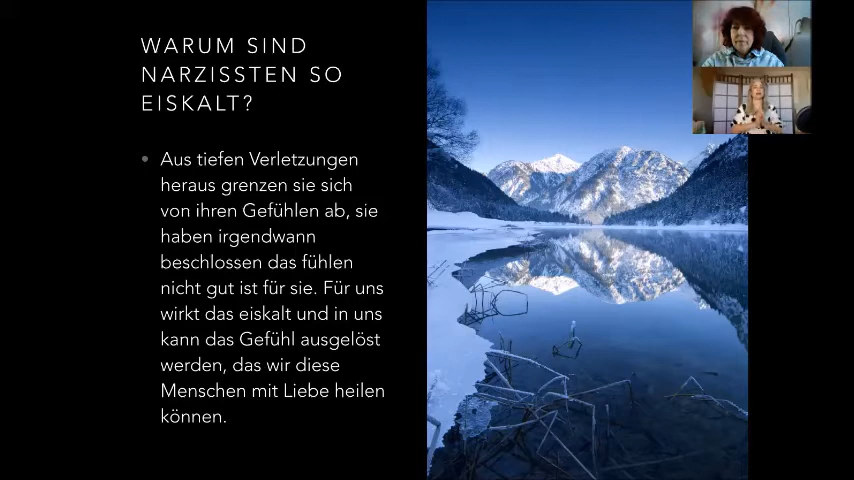 WARUM SIND
NARZISSTEN SO
EISKALT?
Aus tiefen Verletzungen
heraus grenzen sie sich
von ihren Gefühlen ab, sie
haben irgendwann
beschlossen das fühlen
nicht gut ist für sie. Für uns
wirkt das eiskalt und in uns
kann das Gefühl ausgelöst
werden, das wir diese
Menschen mit Liebe heilen
können.